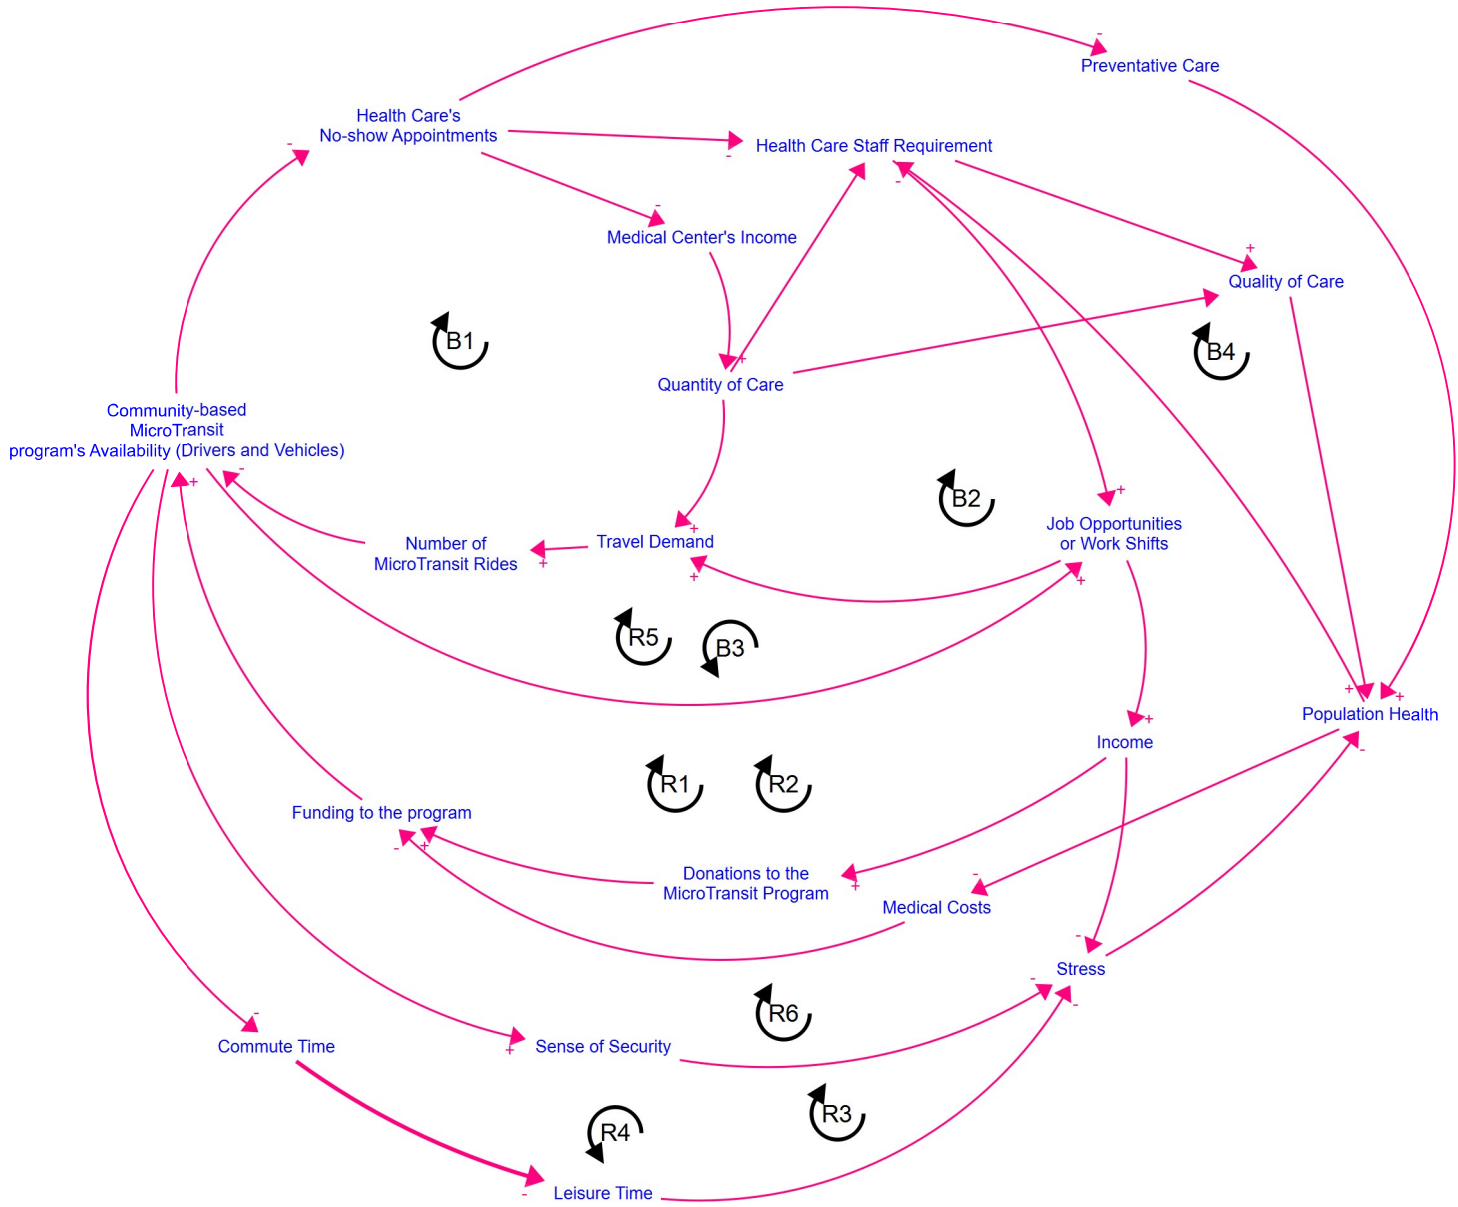 -
Preventative Care
Health Care's
No-show Appointments
-
-
Health Care Staff Requirement
-
-
Medical Center's Income
+
Quality of Care
B1
B4
+
Quantity of Care
Community-based
MicroTransit
program's Availability (Drivers and Vehicles)
-
+
B2
+
Job Opportunities
or Work Shifts
+
Travel Demand
Number of
MicroTransit Rides
+
+
+
R5
B3
+
+
Population Health
+
Income
-
R1
R2
Funding to the program
-
+
Donations to the
MicroTransit Program
+
-
Medical Costs
-
Stress
-
-
R6
-
Commute Time
+
Sense of Security
R3
R4
-
Leisure Time